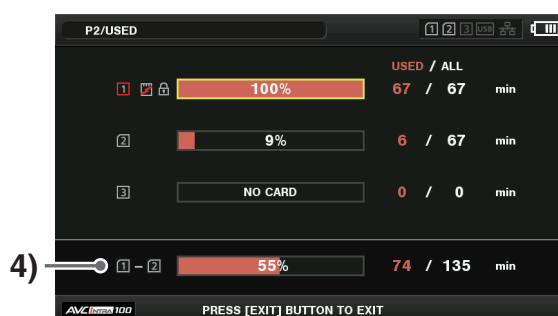 P2/USED 1 2 3 USB
USED / ALL
1 100% 67 / 67 min
2 9% 6 / 67 min
3 NO CARD 0 / 0 min
4) 1 – 2 55% 74 / 135 min
AVC INTRA 100 PRESS [EXIT] BUTTON TO EXIT